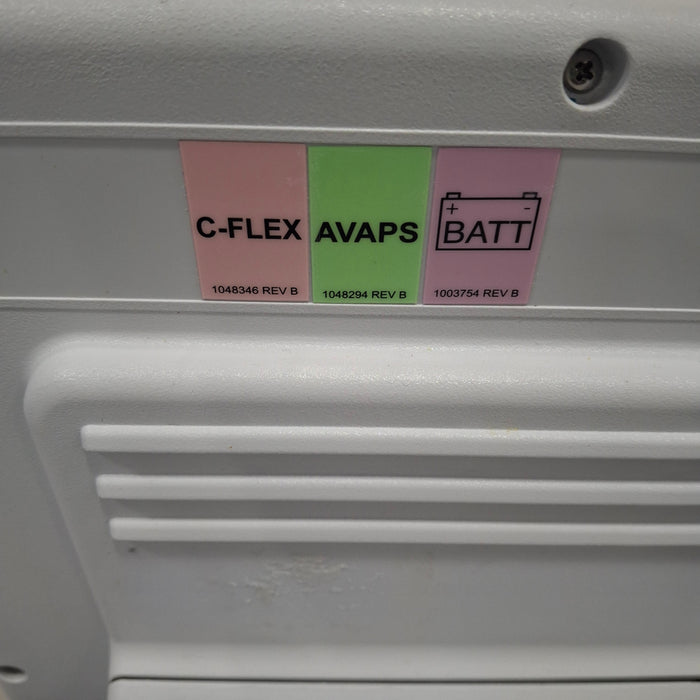 C-FLEX
1048346 REV B
AVAPS
1048294 REV B
+ -
BATT
1003754 REV B